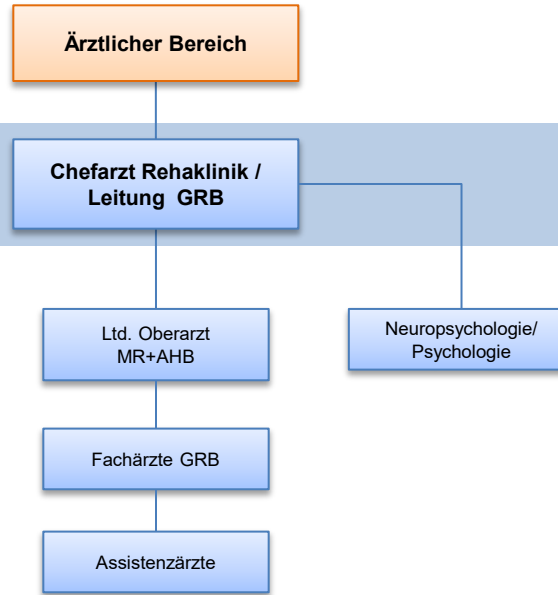 Ärztlicher Bereich
Chefarzt Rehaklinik /
Leitung GRB
Ltd. Oberarzt
MR+AHB
Neuropsychologie/
Psychologie
Fachärzte GRB
Assistenzärzte